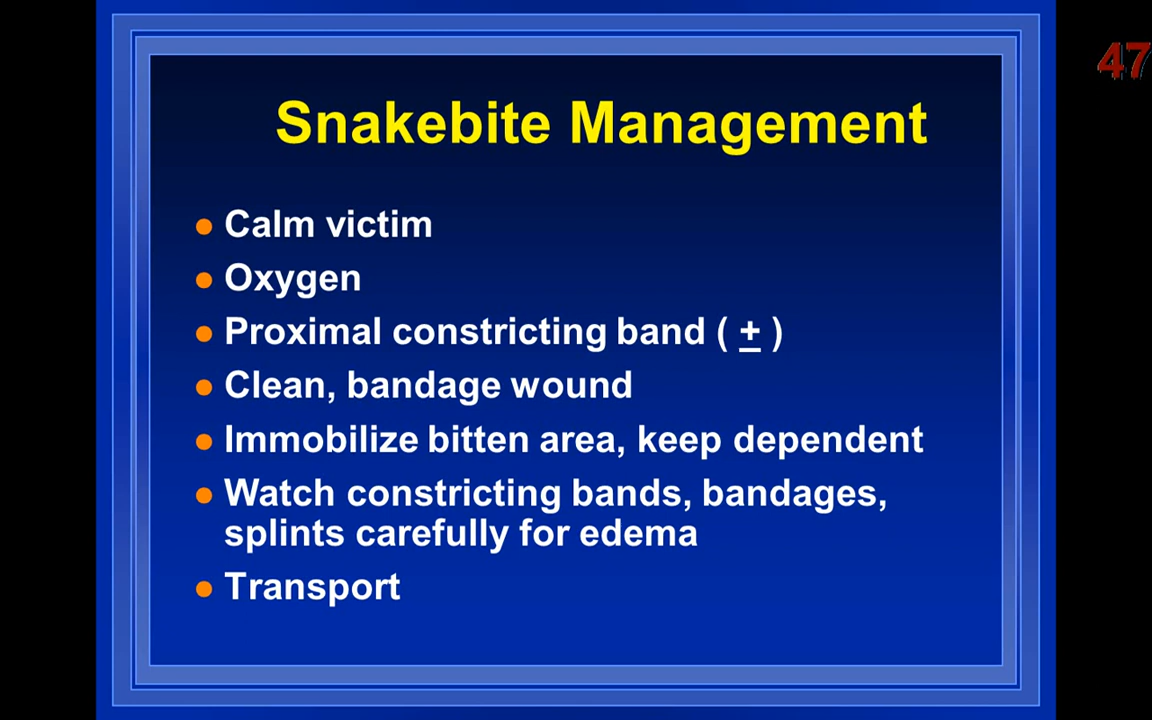 Snakebite Management
47
● Calm victim
● Oxygen
● Proximal constricting band ( ± )
● Clean, bandage wound
● Immobilize bitten area, keep dependent
● Watch constricting bands, bandages,
splints carefully for edema
● Transport